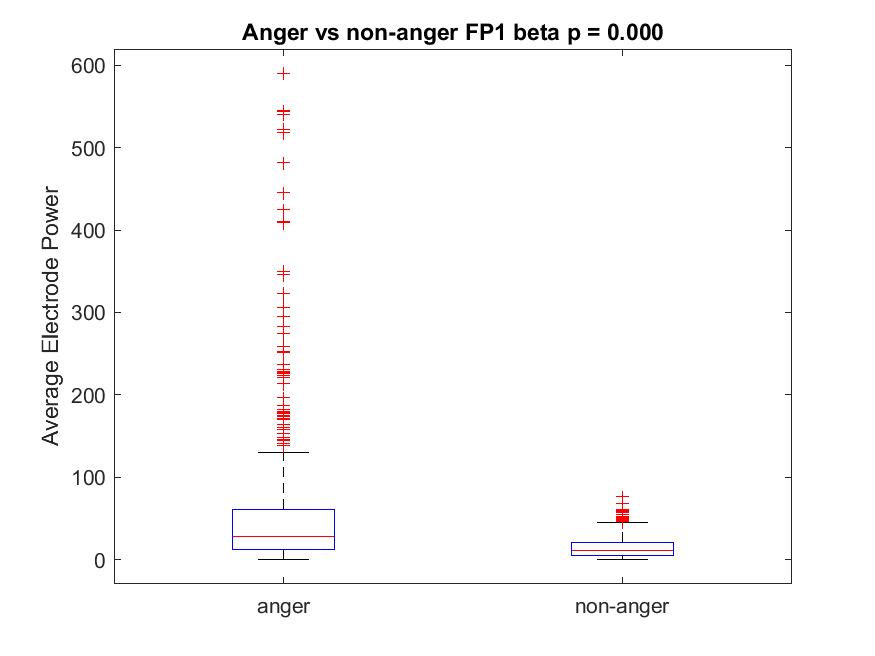 Anger vs non-anger FP1 beta p = 0.000
Average Electrode Power
600
500
400
300
200
100
0
anger
non-anger